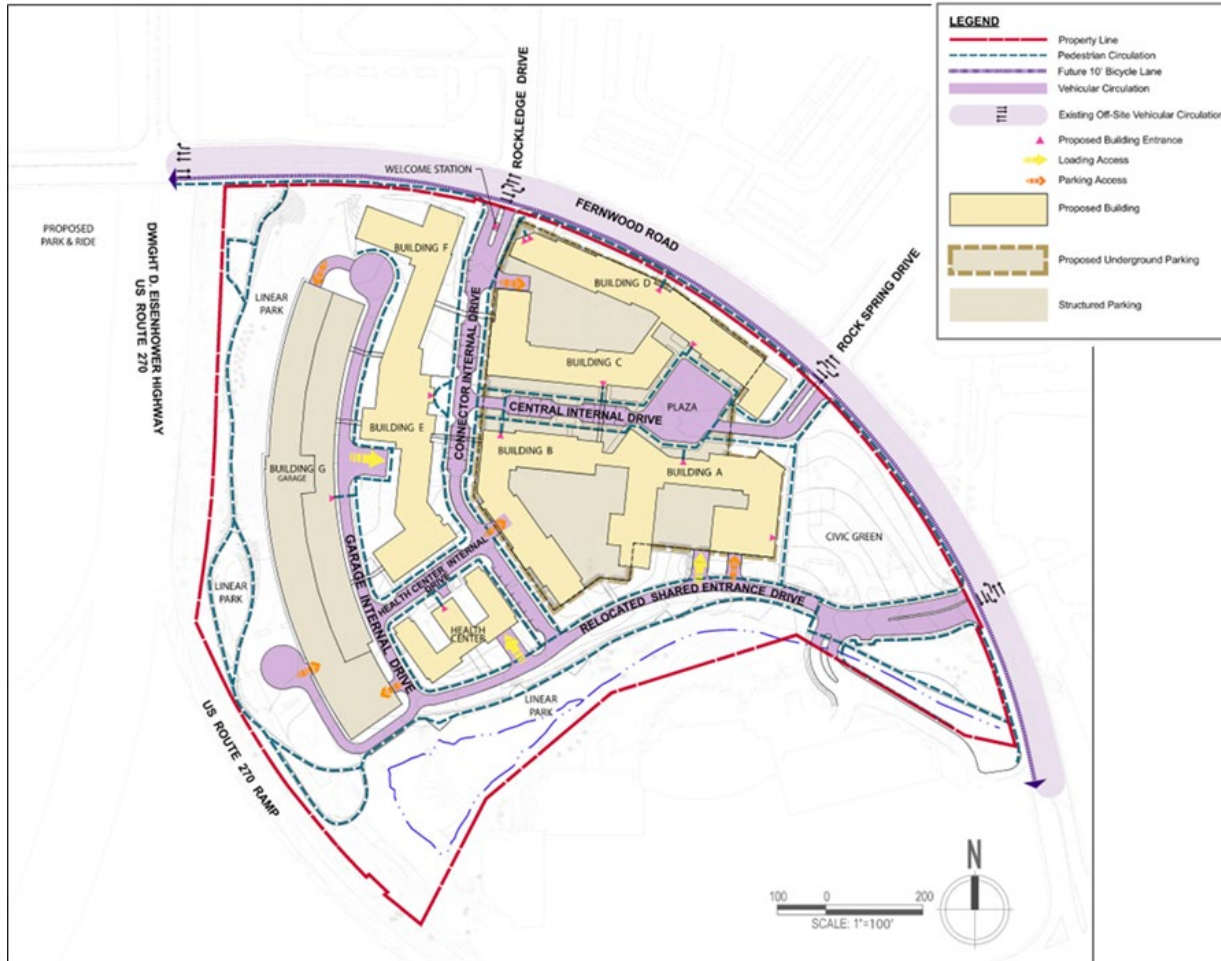 LEGEND
Property Line
Pedestrian Circulation
Future 10' Bicycle Lane
Vehicular Circulation
Existing Off-Site Vehicular Circulation
Proposed Building Entrance
Loading Access
Parking Access
Proposed Building
Proposed Underground Parking
Structured Parking
ROCKLEDGE DRIVE
WELCOME STATION
FERNWOOD ROAD
PROPOSED
PARK & RIDE
DWIGHT D. EISENHOWER HIGHWAY
US ROUTE 270
BUILDING F
BUILDING D
ROCK SPRING DRIVE
LINEAR
PARK
CONNECTOR INTERNAL DRIVE
BUILDING C
PLAZA
CENTRAL INTERNAL DRIVE
BUILDING E
BUILDING B
BUILDING A
BUILDING G
GARAGE
GARAGE INTERNAL DRIVE
CIVIC GREEN
HEALTH CENTER INTERNAL
DRIVE
LINEAR
PARK
RELOCATED SHARED ENTRANCE DRIVE
HEALTH
CENTER
LINEAR
PARK
US ROUTE 270 RAMP
N
100 0 200
SCALE: 1"=100'